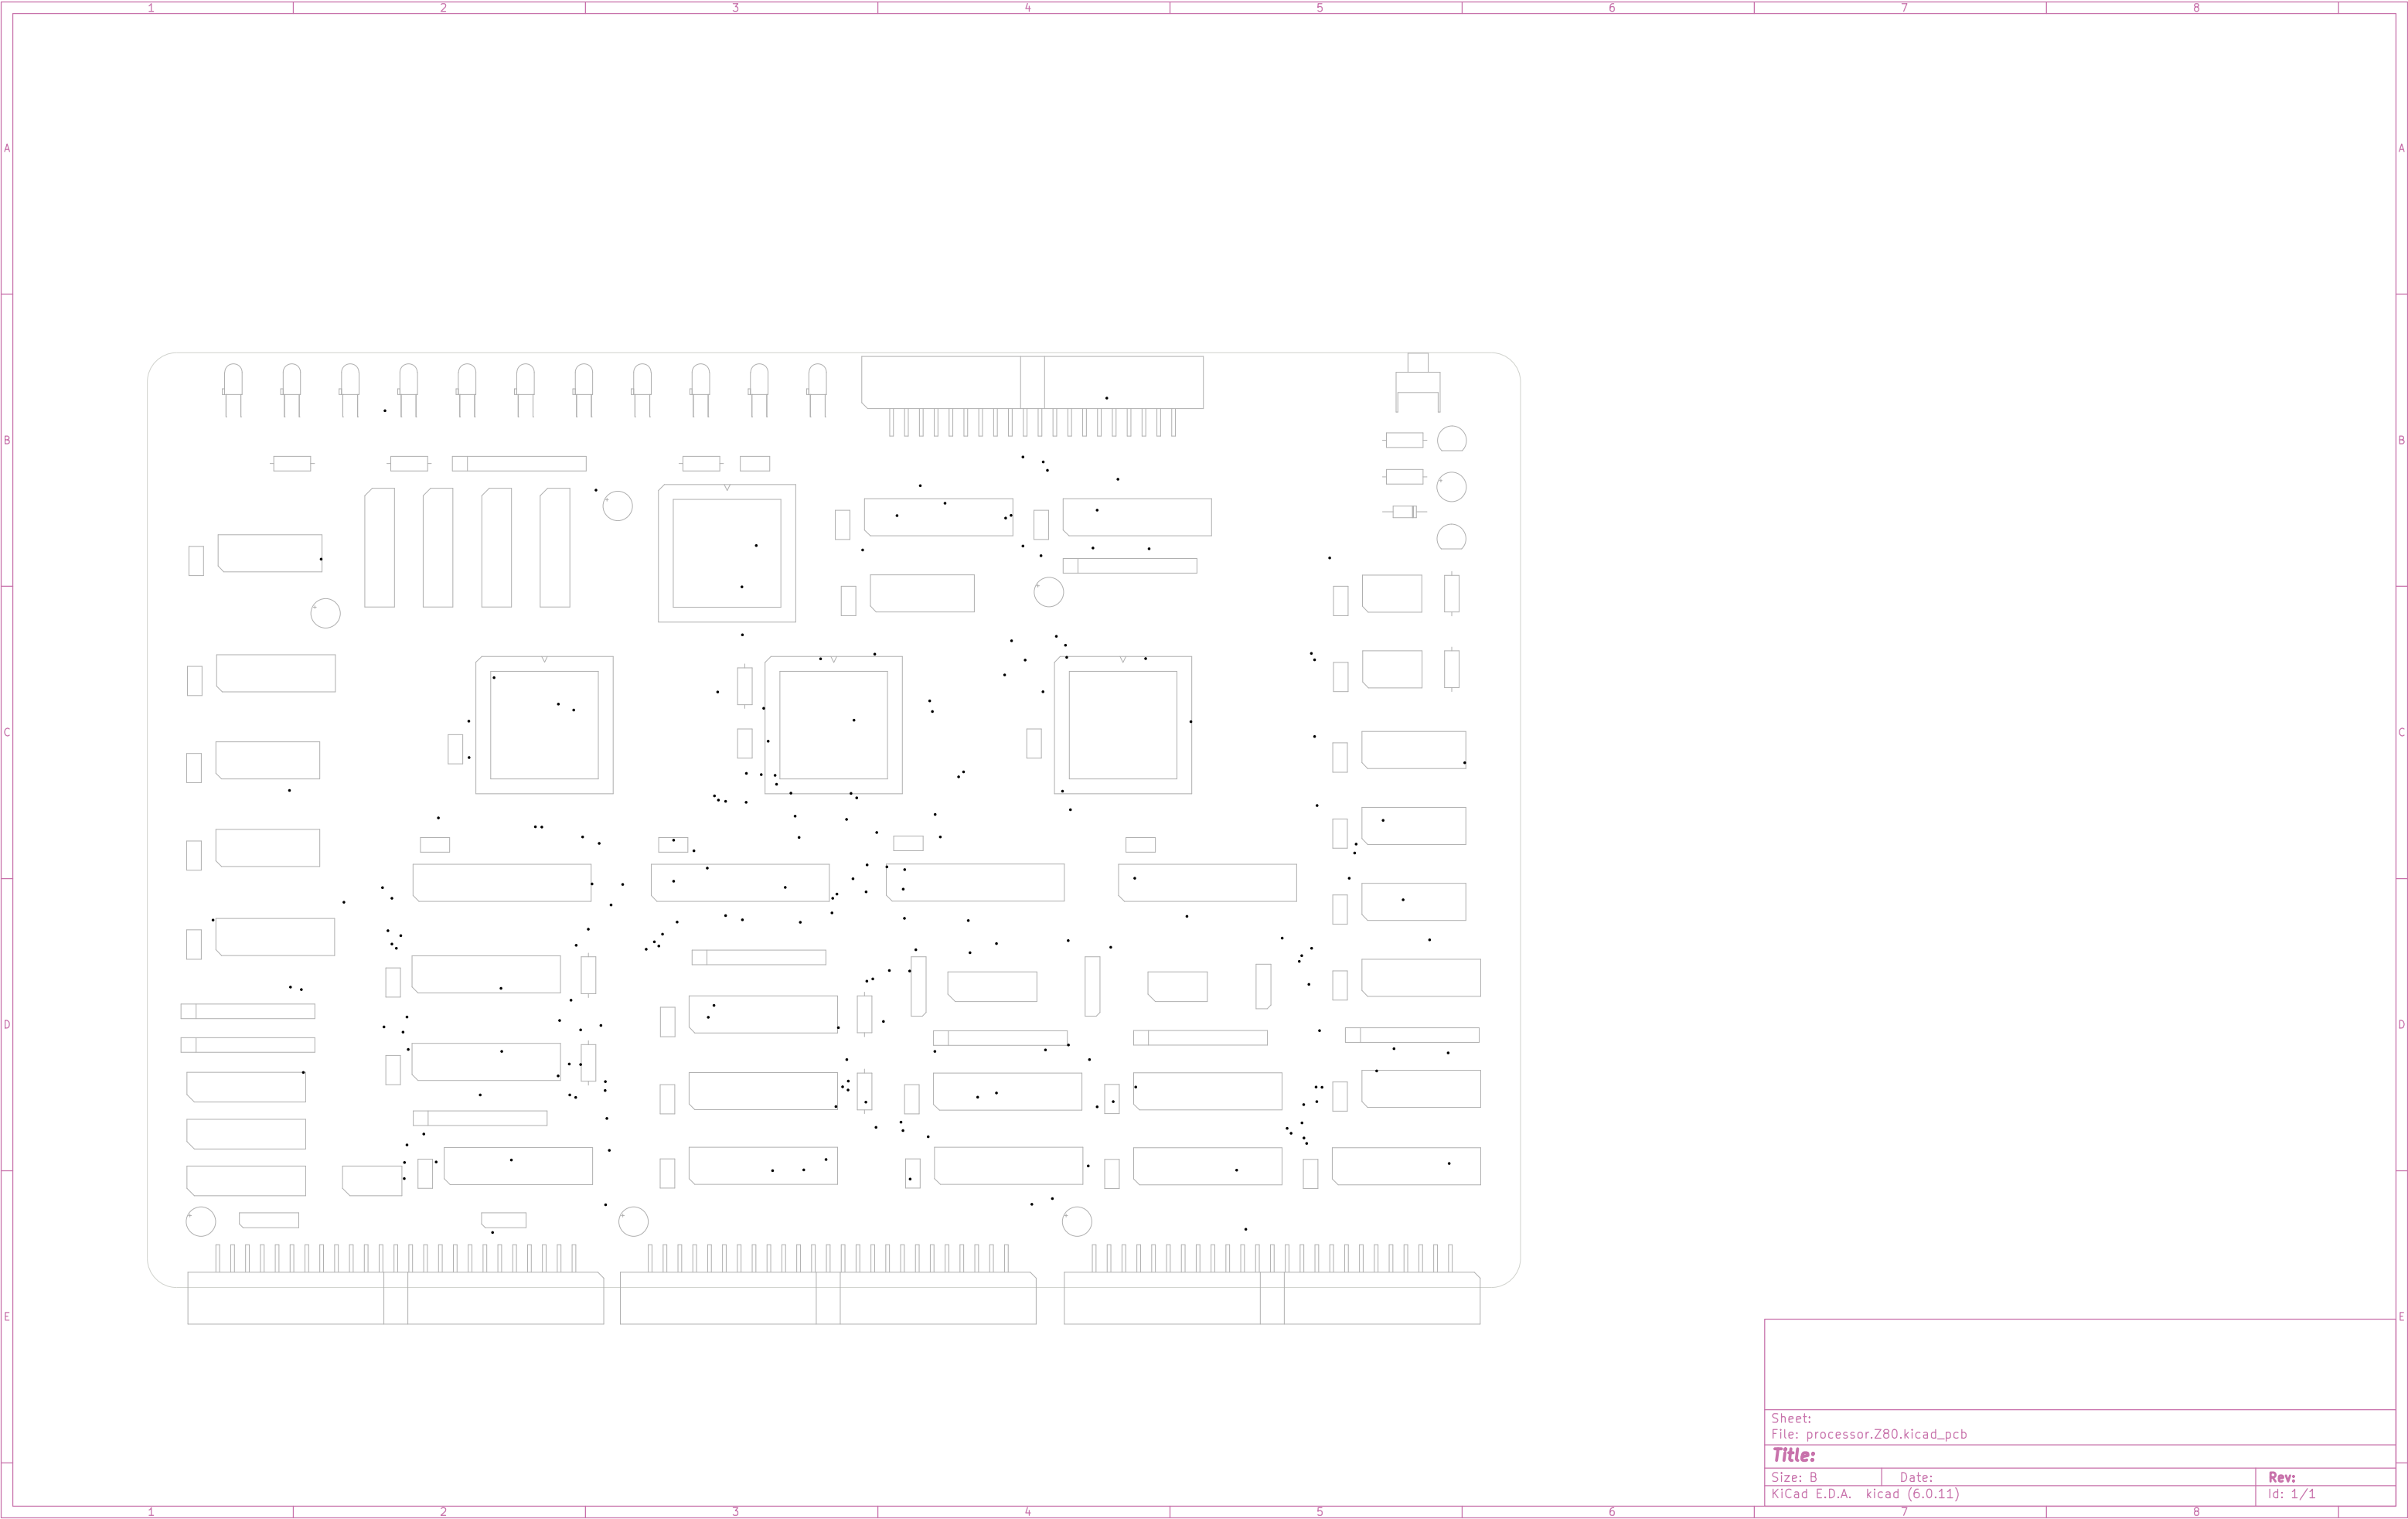 1 2 3 4 5 6 7 8
A A
B B
C C
D D
E E
Sheet:
File: processor.Z80.kicad_pcb
Title:
Size: B Date: Rev:
KiCad E.D.A. kicad (6.0.11) Id: 1/1
1 2 3 4 5 6 7 8